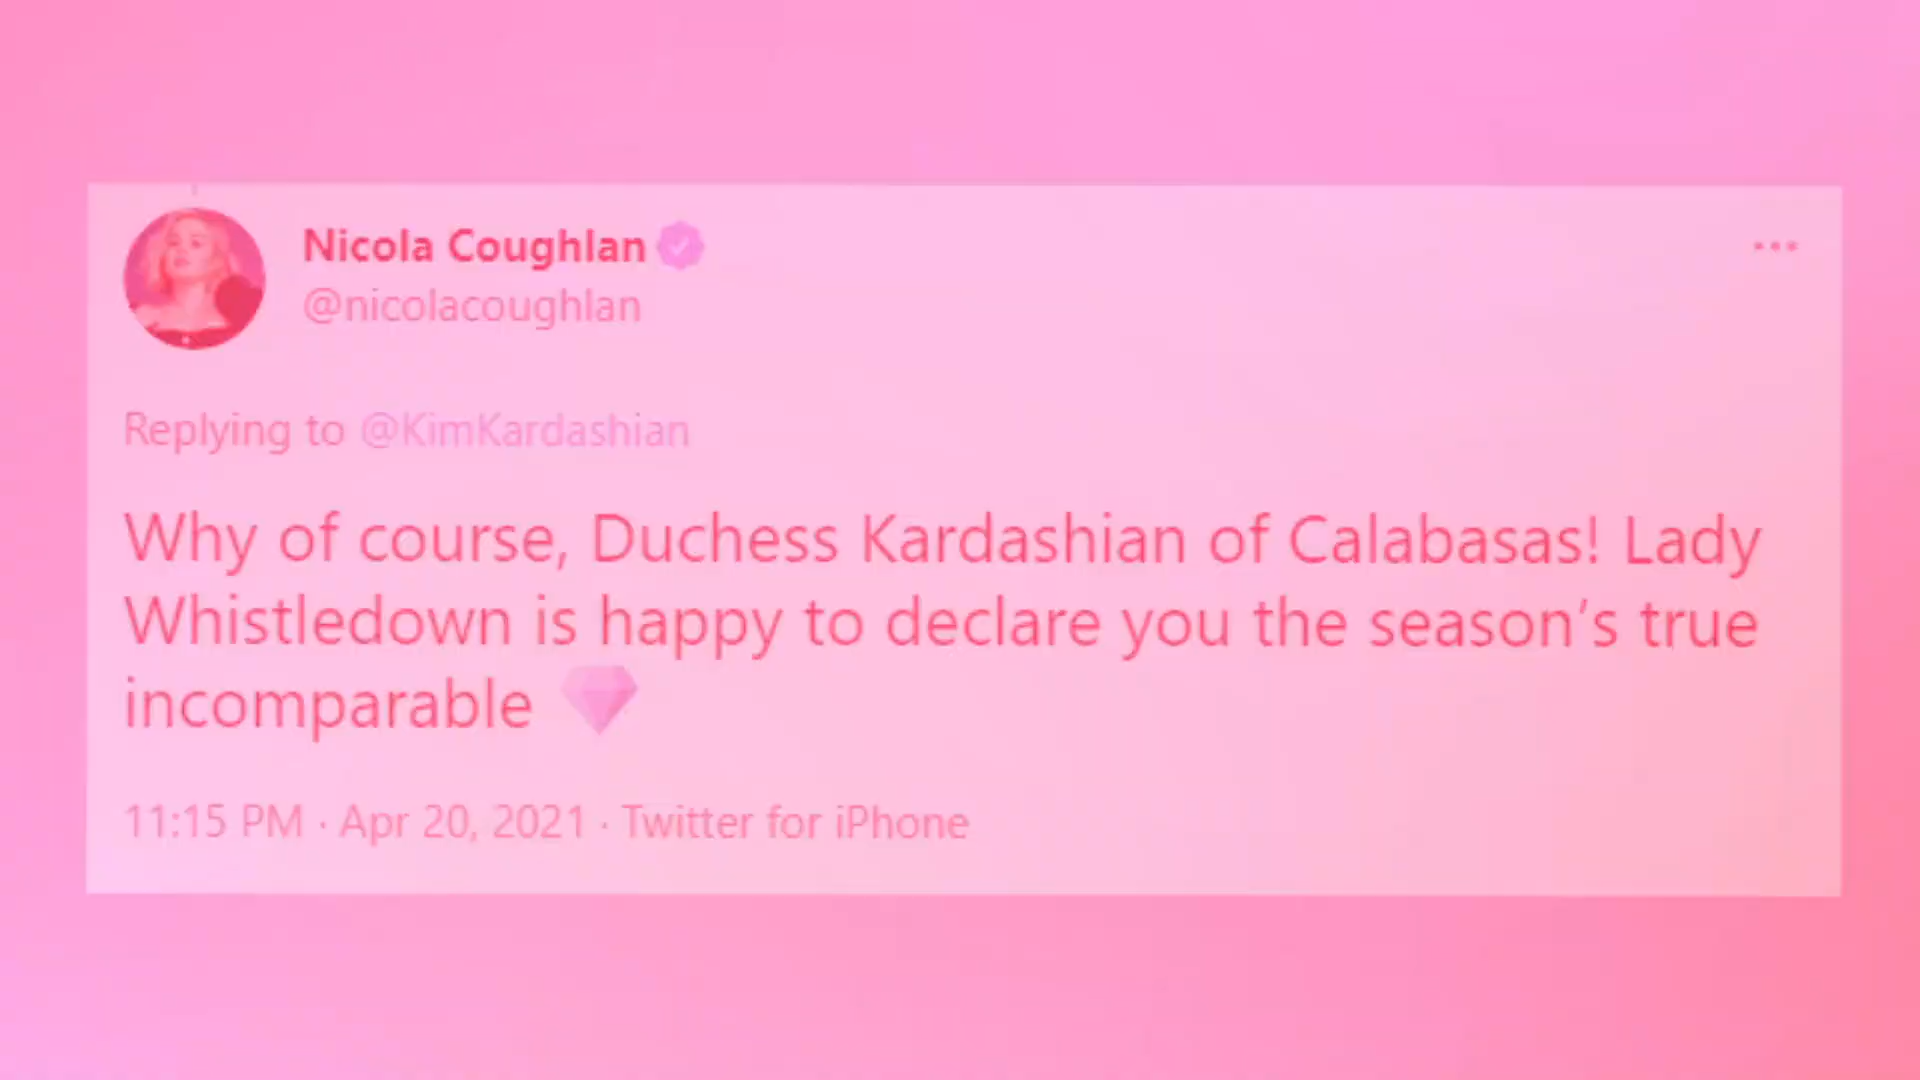 Nicola Coughlan
@nicolacoughlan
Replying to @KimKardashian
Why of course, Duchess Kardashian of Calabasas! Lady
Whistledown is happy to declare you the season’s true
incomparable 💎
11:15 PM · Apr 20, 2021 · Twitter for iPhone